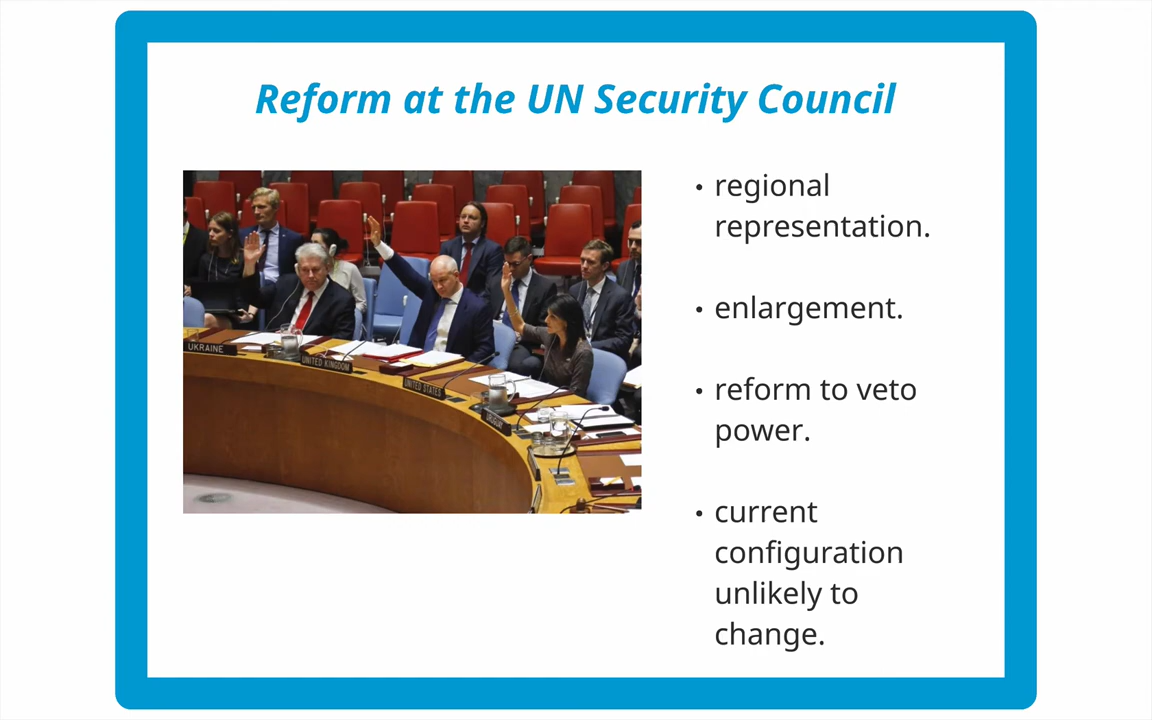 Reform at the UN Security Council
• regional
representation.
• enlargement.
• reform to veto
power.
• current
configuration
unlikely to
change.
UKRAINE
UNITED KINGDOM
UNITED STATES
URUGUAY